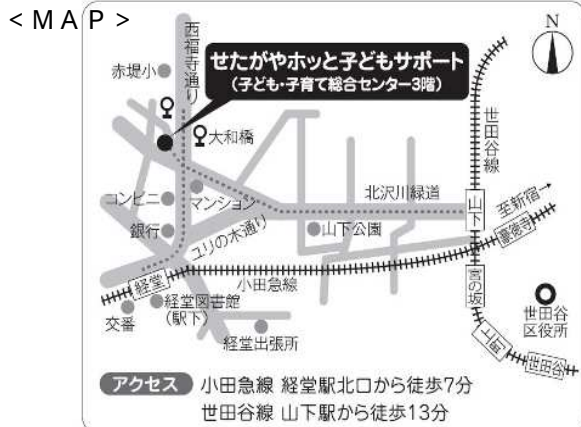 <MAP>
N
西福寺通り
赤堤小
せたがやホッと子どもサポート
(子ども・子育て総合センター3階)
大和橋
世田谷線
コンビニ
マンション
北沢川緑道
山下
至新宿→
銀行
ユリの木通り
山下公園
豪徳寺
経堂
小田急線
宮の坂
交番
経堂図書館
(駅下)
世田谷
区役所
経堂出張所
上町
世田谷
アクセス 小田急線 経堂駅北口から徒歩7分
世田谷線 山下駅から徒歩13分